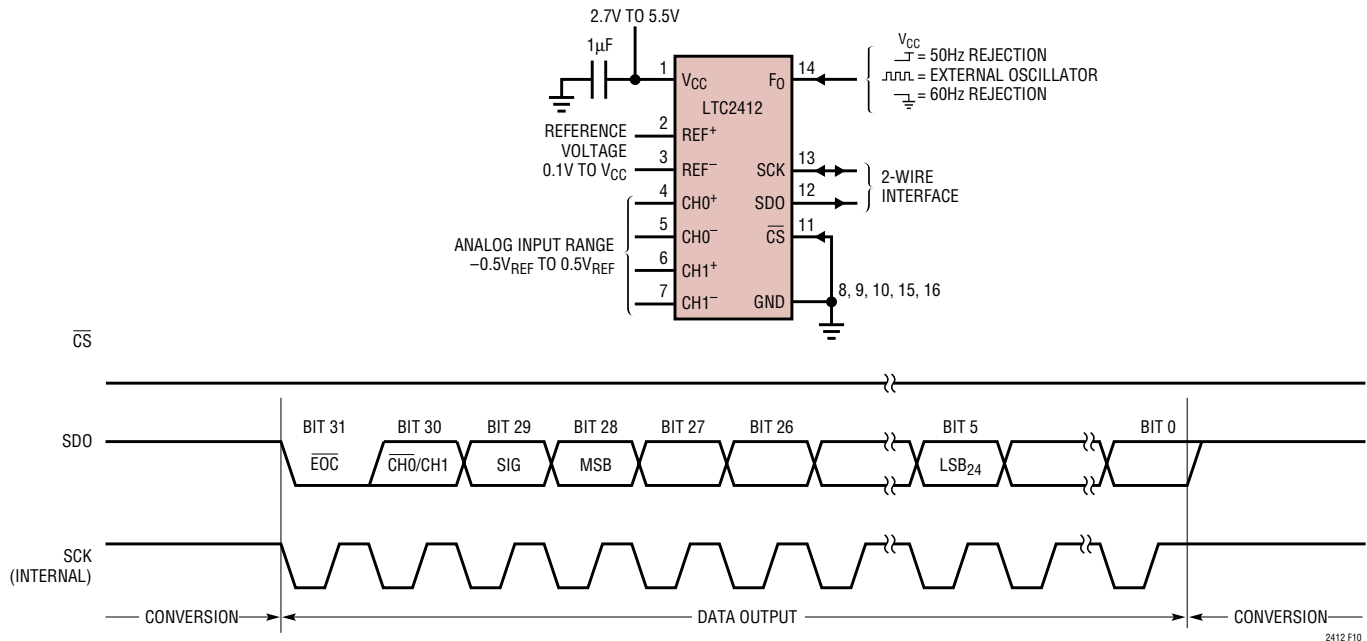 2.7V TO 5.5V
1µF
1
VCC
2
REF+
REFERENCE
VOLTAGE
0.1V TO VCC
3
REF−
4
CH0+
5
CH0−
6
CH1+
7
CH1−
ANALOG INPUT RANGE
−0.5VREF TO 0.5VREF
LTC2412
14
FO
VCC
= 50Hz REJECTION
= EXTERNAL OSCILLATOR
= 60Hz REJECTION
13
SCK
12
SDO
2-WIRE
INTERFACE
11
C̅S̅
GND
8, 9, 10, 15, 16
C̅S̅
SDO
BIT 31
BIT 30
BIT 29
BIT 28
BIT 27
BIT 26
BIT 5
BIT 0
E̅O̅C̅
C̅H̅0̅/CH1
SIG
MSB
LSB24
SCK
(INTERNAL)
CONVERSION
DATA OUTPUT
CONVERSION
2412 F10